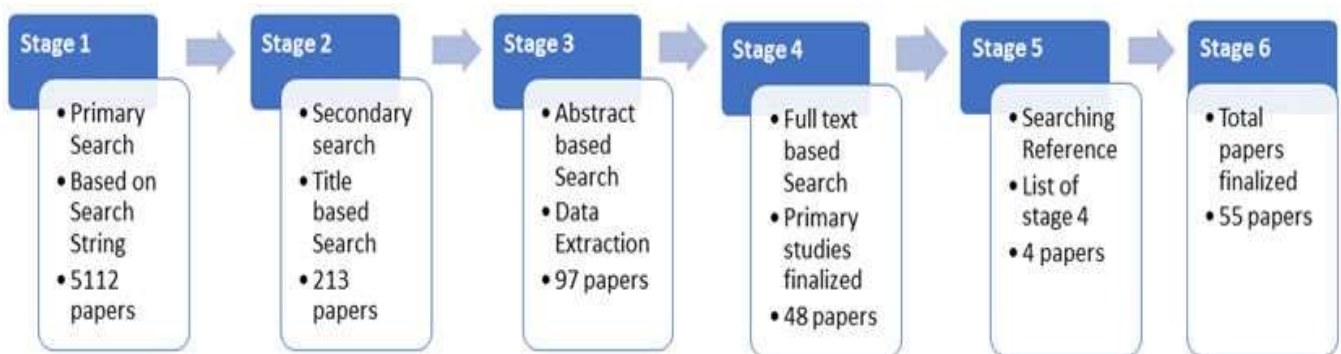 Stage 1
• Primary
Search
• Based on
Search
String
• 5112
papers
Stage 2
• Secondary
search
• Title
based
Search
• 213
papers
Stage 3
• Abstract
based
Search
• Data
Extraction
• 97 papers
Stage 4
• Full text
based
Search
• Primary
studies
finalized
• 48 papers
Stage 5
• Searching
Reference
• List of
stage 4
• 4 papers
Stage 6
• Total
papers
finalized
• 55 papers